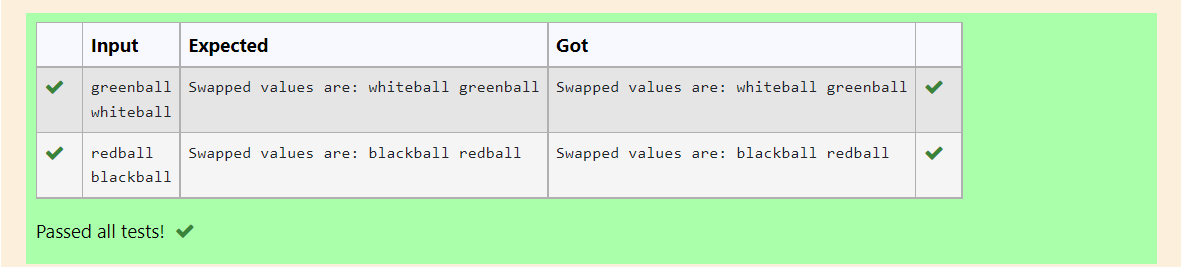 Input Expected Got
greenball Swapped values are: whiteball greenball Swapped values are: whiteball greenball
whiteball
redball Swapped values are: blackball redball Swapped values are: blackball redball
blackball
Passed all tests!